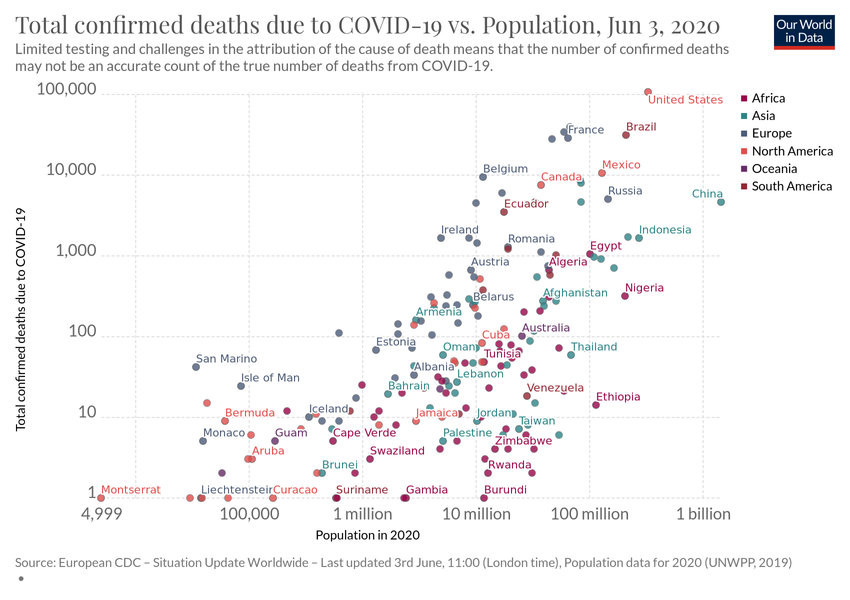 Total confirmed deaths due to COVID-19 vs. Population, Jun 3, 2020
Our World
in Data
Limited testing and challenges in the attribution of the cause of death means that the number of confirmed deaths
may not be an accurate count of the true number of deaths from COVID-19.
100,000
10,000
1,000
100
10
1
Total confirmed deaths due to COVID-19
United States
France
Brazil
Belgium
Canada
Mexico
Russia
China
Ecuador
Ireland
Romania
Indonesia
Egypt
Austria
Algeria
Nigeria
Belarus
Afghanistan
Armenia
Australia
Cuba
Estonia
Oman
Tunisia
Thailand
San Marino
Albania
Lebanon
Isle of Man
Bahrain
Venezuela
Ethiopia
Bermuda
Iceland
Jamaica
Jordan
Taiwan
Monaco
Guam
Cape Verde
Palestine
Zimbabwe
Aruba
Swaziland
Brunei
Rwanda
Montserrat
Liechtenstein
Curacao
Suriname
Gambia
Burundi
4,999
100,000
1 million
10 million
100 million
1 billion
Population in 2020
Africa
Asia
Europe
North America
Oceania
South America
Source: European CDC – Situation Update Worldwide – Last updated 3rd June, 11:00 (London time), Population data for 2020 (UNWPP, 2019)
•